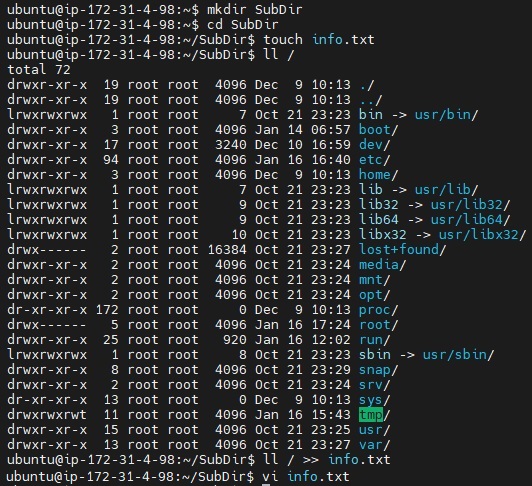 ubuntu@ip-172-31-4-98:~$ mkdir SubDir
ubuntu@ip-172-31-4-98:~$ cd SubDir
ubuntu@ip-172-31-4-98:~/SubDir$ touch info.txt
ubuntu@ip-172-31-4-98:~/SubDir$ ll /
total 72
drwxr-xr-x  19 root root  4096 Dec  9 10:13 ./
drwxr-xr-x  19 root root  4096 Dec  9 10:13 ../
lrwxrwxrwx   1 root root     7 Oct 21 23:23 bin -> usr/bin/
drwxr-xr-x   3 root root  4096 Jan 14 06:57 boot/
drwxr-xr-x  17 root root  3240 Dec 10 16:59 dev/
drwxr-xr-x  94 root root  4096 Jan 16 16:40 etc/
drwxr-xr-x   3 root root  4096 Dec  9 10:13 home/
lrwxrwxrwx   1 root root     7 Oct 21 23:23 lib -> usr/lib/
lrwxrwxrwx   1 root root     9 Oct 21 23:23 lib32 -> usr/lib32/
lrwxrwxrwx   1 root root     9 Oct 21 23:23 lib64 -> usr/lib64/
lrwxrwxrwx   1 root root    10 Oct 21 23:23 libx32 -> usr/libx32/
drwx------   2 root root 16384 Oct 21 23:27 lost+found/
drwxr-xr-x   2 root root  4096 Oct 21 23:24 media/
drwxr-xr-x   2 root root  4096 Oct 21 23:24 mnt/
drwxr-xr-x   2 root root  4096 Oct 21 23:24 opt/
dr-xr-xr-x 172 root root     0 Dec  9 10:13 proc/
drwx------   5 root root  4096 Jan 16 17:24 root/
drwxr-xr-x  25 root root   920 Jan 16 12:02 run/
lrwxrwxrwx   1 root root     8 Oct 21 23:23 sbin -> usr/sbin/
drwxr-xr-x   8 root root  4096 Oct 21 23:29 snap/
drwxr-xr-x   2 root root  4096 Oct 21 23:24 srv/
dr-xr-xr-x  13 root root     0 Dec  9 10:13 sys/
drwxrwxrwt  11 root root  4096 Jan 16 15:43 tmp/
drwxr-xr-x  15 root root  4096 Oct 21 23:25 usr/
drwxr-xr-x  13 root root  4096 Oct 21 23:27 var/
ubuntu@ip-172-31-4-98:~/SubDir$ ll / >> info.txt
ubuntu@ip-172-31-4-98:~/SubDir$ vi info.txt